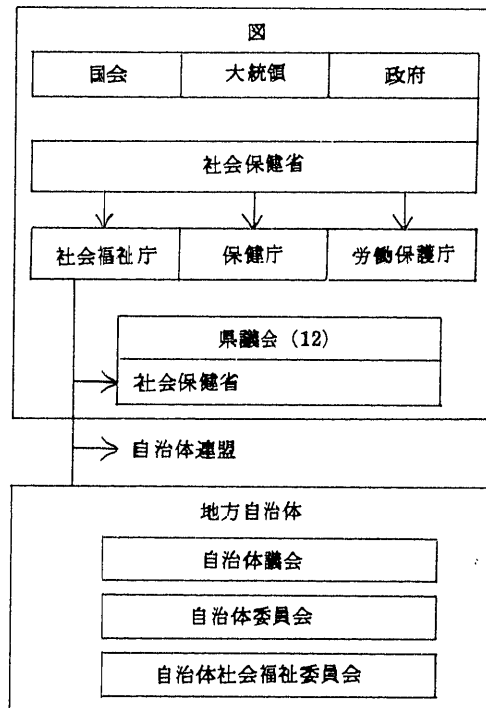 図
国会 大統領 政府
社会保健省
社会福祉庁 保健庁 労働保護庁
県議会(12)
社会保健省
自治体連盟
地方自治体
自治体議会
自治体委員会
自治体社会福祉委員会